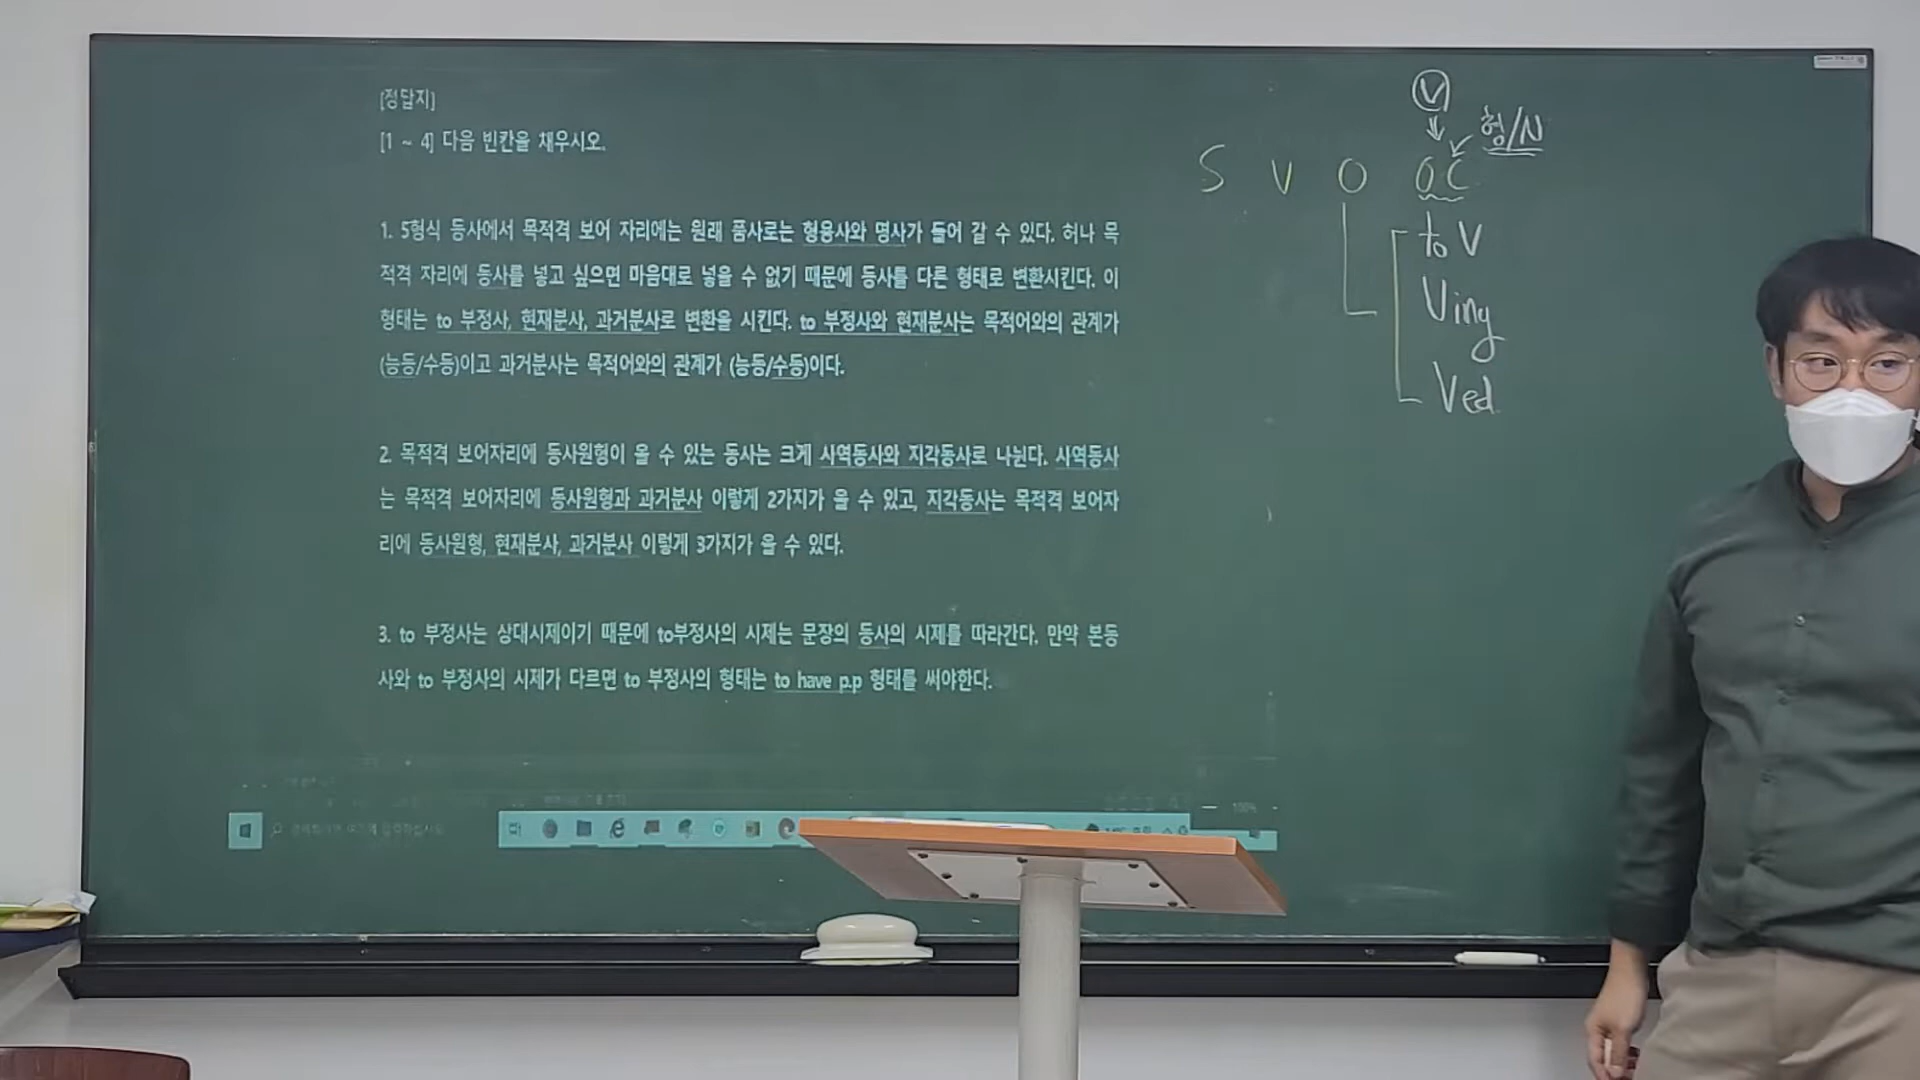 [정답지]
[1 ~ 4] 다음 빈칸을 채우시오.
1. 5형식 동사에서 목적격 보어 자리에는 원래 품사로는 형용사와 명사가 들어 갈 수 있다. 허나 목
적격 자리에 동사를 넣고 싶으면 마음대로 넣을 수 없기 때문에 동사를 다른 형태로 변환시킨다. 이
형태는 to 부정사, 현재분사, 과거분사로 변환을 시킨다. to 부정사와 현재분사는 목적어와의 관계가
(능동/수동)이고 과거분사는 목적어와의 관계가 (능동/수동)이다.
2. 목적격 보어자리에 동사원형이 올 수 있는 동사는 크게 사역동사와 지각동사로 나뉜다. 사역동사
는 목적격 보어자리에 동사원형과 과거분사 이렇게 2가지가 올 수 있고, 지각동사는 목적격 보어자
리에 동사원형, 현재분사, 과거분사 이렇게 3가지가 올 수 있다.
3. to 부정사는 상대시제이기 때문에 to부정사의 시제는 문장의 동사의 시제를 따라간다. 만약 본동
사와 to 부정사의 시제가 다르면 to 부정사의 형태는 to have p.p 형태를 써야한다.
100%
V
형/N
S V O OC
to V
Ving
Ved